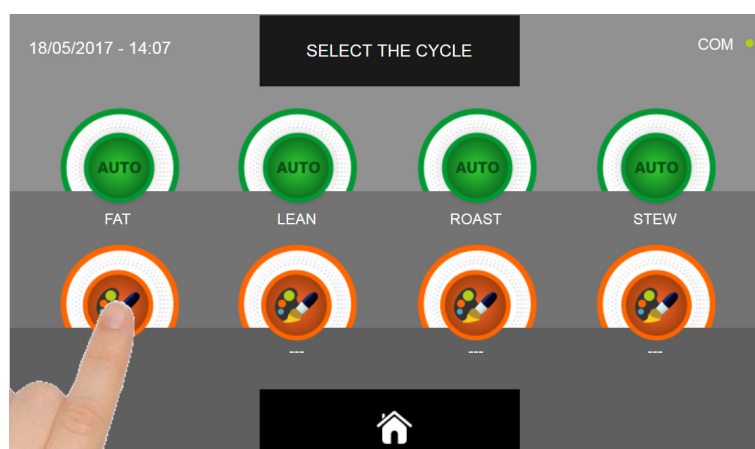 18/05/2017 - 14:07
SELECT THE CYCLE
COM
AUTO
AUTO
AUTO
AUTO
FAT
LEAN
ROAST
STEW
---
---
---